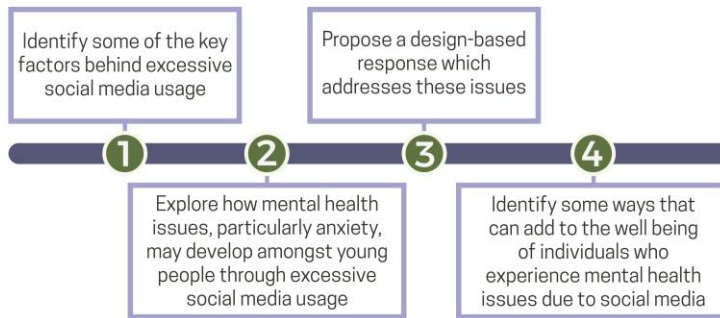 Identify some of the key
factors behind excessive
social media usage
1
2
Explore how mental health
issues, particularly anxiety,
may develop amongst young
people through excessive
social media usage
Propose a design-based
response which
addresses these issues
3
4
Identify some ways that
can add to the well being
of individuals who
experience mental health
issues due to social media